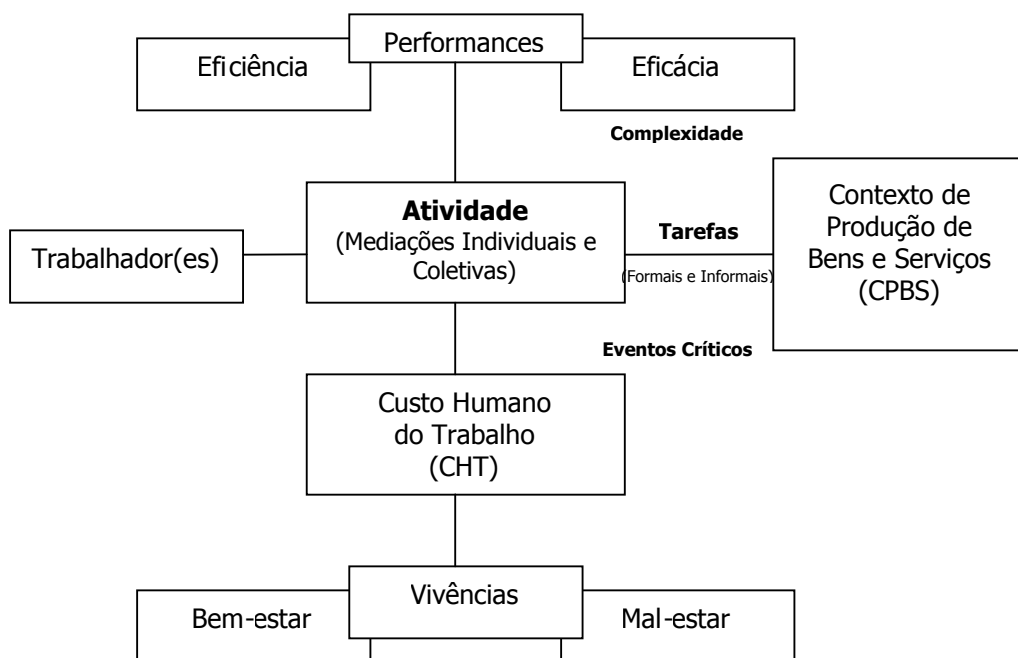 Performances
Eficiência
Eficácia
Complexidade
Atividade
(Mediações Individuais e
Coletivas)
Trabalhador(es)
Tarefas
(Formais e Informais)
Contexto de
Produção de
Bens e Serviços
(CPBS)
Eventos Críticos
Custo Humano
do Trabalho
(CHT)
Vivências
Bem-estar
Mal-estar